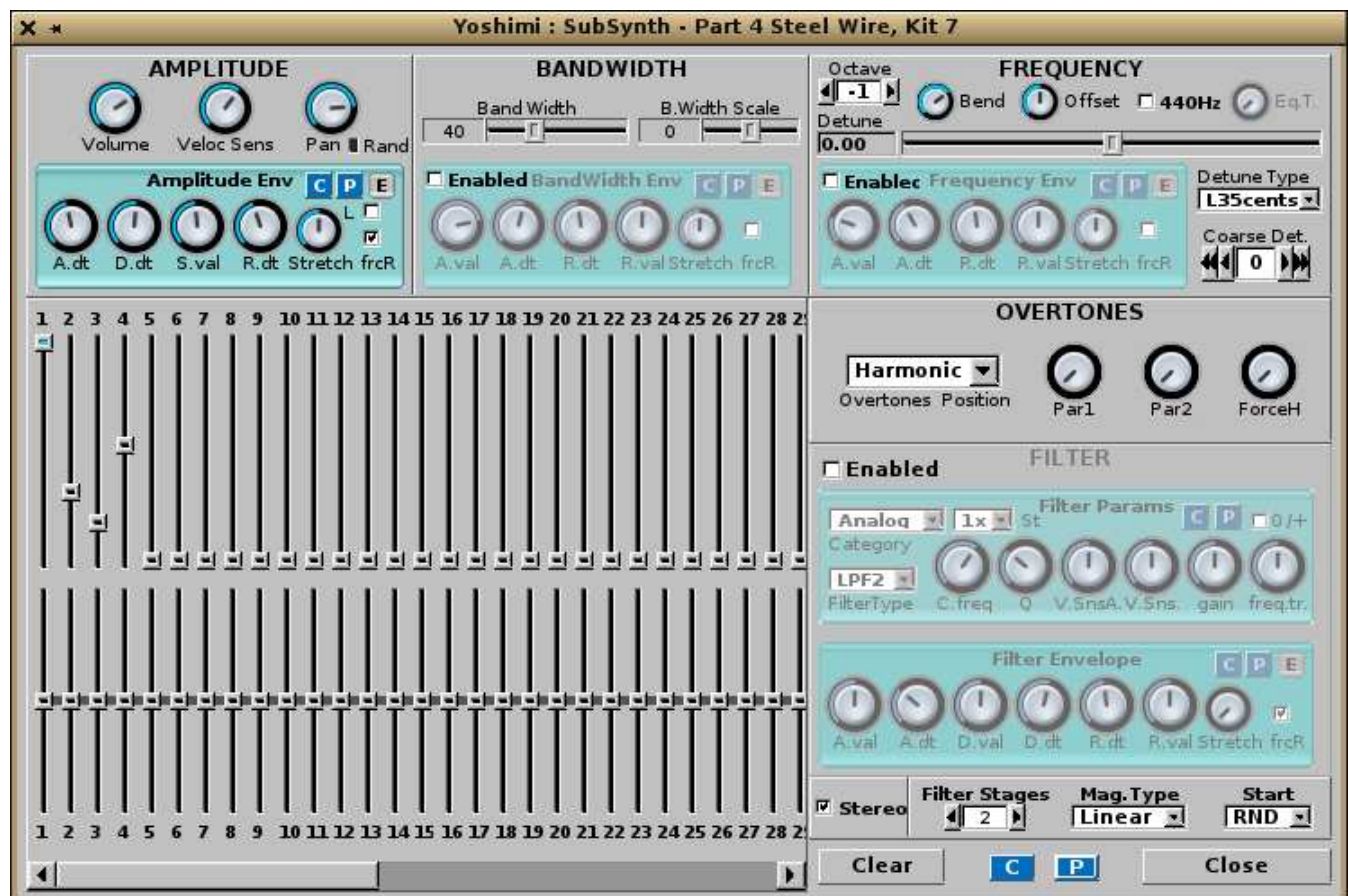 Yoshimi : SubSynth - Part 4 Steel Wire, Kit 7
AMPLITUDE
Volume Veloc Sens Pan Rand
Amplitude Env C P E
L
A.dt D.dt S.val R.dt Stretch frcR
BANDWIDTH
Band Width B.Width Scale
40 0
Enabled BandWidth Env C P E
A.val A.dt R.dt R.val Stretch frcR
FREQUENCY
Octave
-1 Bend Offset 440Hz Eq.T.
Detune
0.00
Enablec Frequency Env C P E
A.val A.dt R.dt R.val Stretch frcR
Detune Type
L35cents
Coarse Det.
0
1 2 3 4 5 6 7 8 9 10 11 12 13 14 15 16 17 18 19 20 21 22 23 24 25 26 27 28 2
1 2 3 4 5 6 7 8 9 10 11 12 13 14 15 16 17 18 19 20 21 22 23 24 25 26 27 28 29
OVERTONES
Harmonic
Overtones Position Par1 Par2 ForceH
Enabled FILTER
Filter Params C P 0/+
Analog 1x St
Category
LPF2
FilterType C.freq Q V.SnsA. V.Sns. gain freq.tr.
Filter Envelope C P E
A.val A.dt D.val D.dt R.dt R.val Stretch frcR
Stereo
Filter Stages Mag.Type Start
2 Linear RND
Clear C P Close